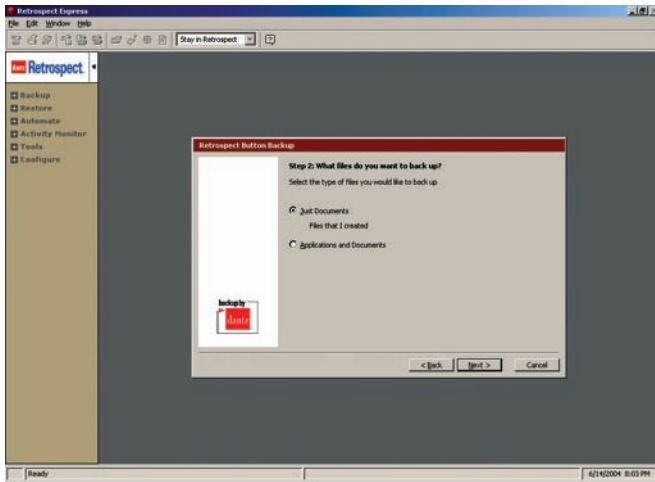 Retrospect Express
File Edit Window Help
Stay in Retrospect
dantz Retrospect
Backup
Restore
Automate
Activity Monitor
Tools
Configure
Retrospect Button Backup
Step 2: What files do you want to back up?
Select the type of files you would like to back up
Just Documents
Files that I created
Applications and Documents
backup by
dantz
< Back Next > Cancel
Ready 6/14/2004 8:03 PM